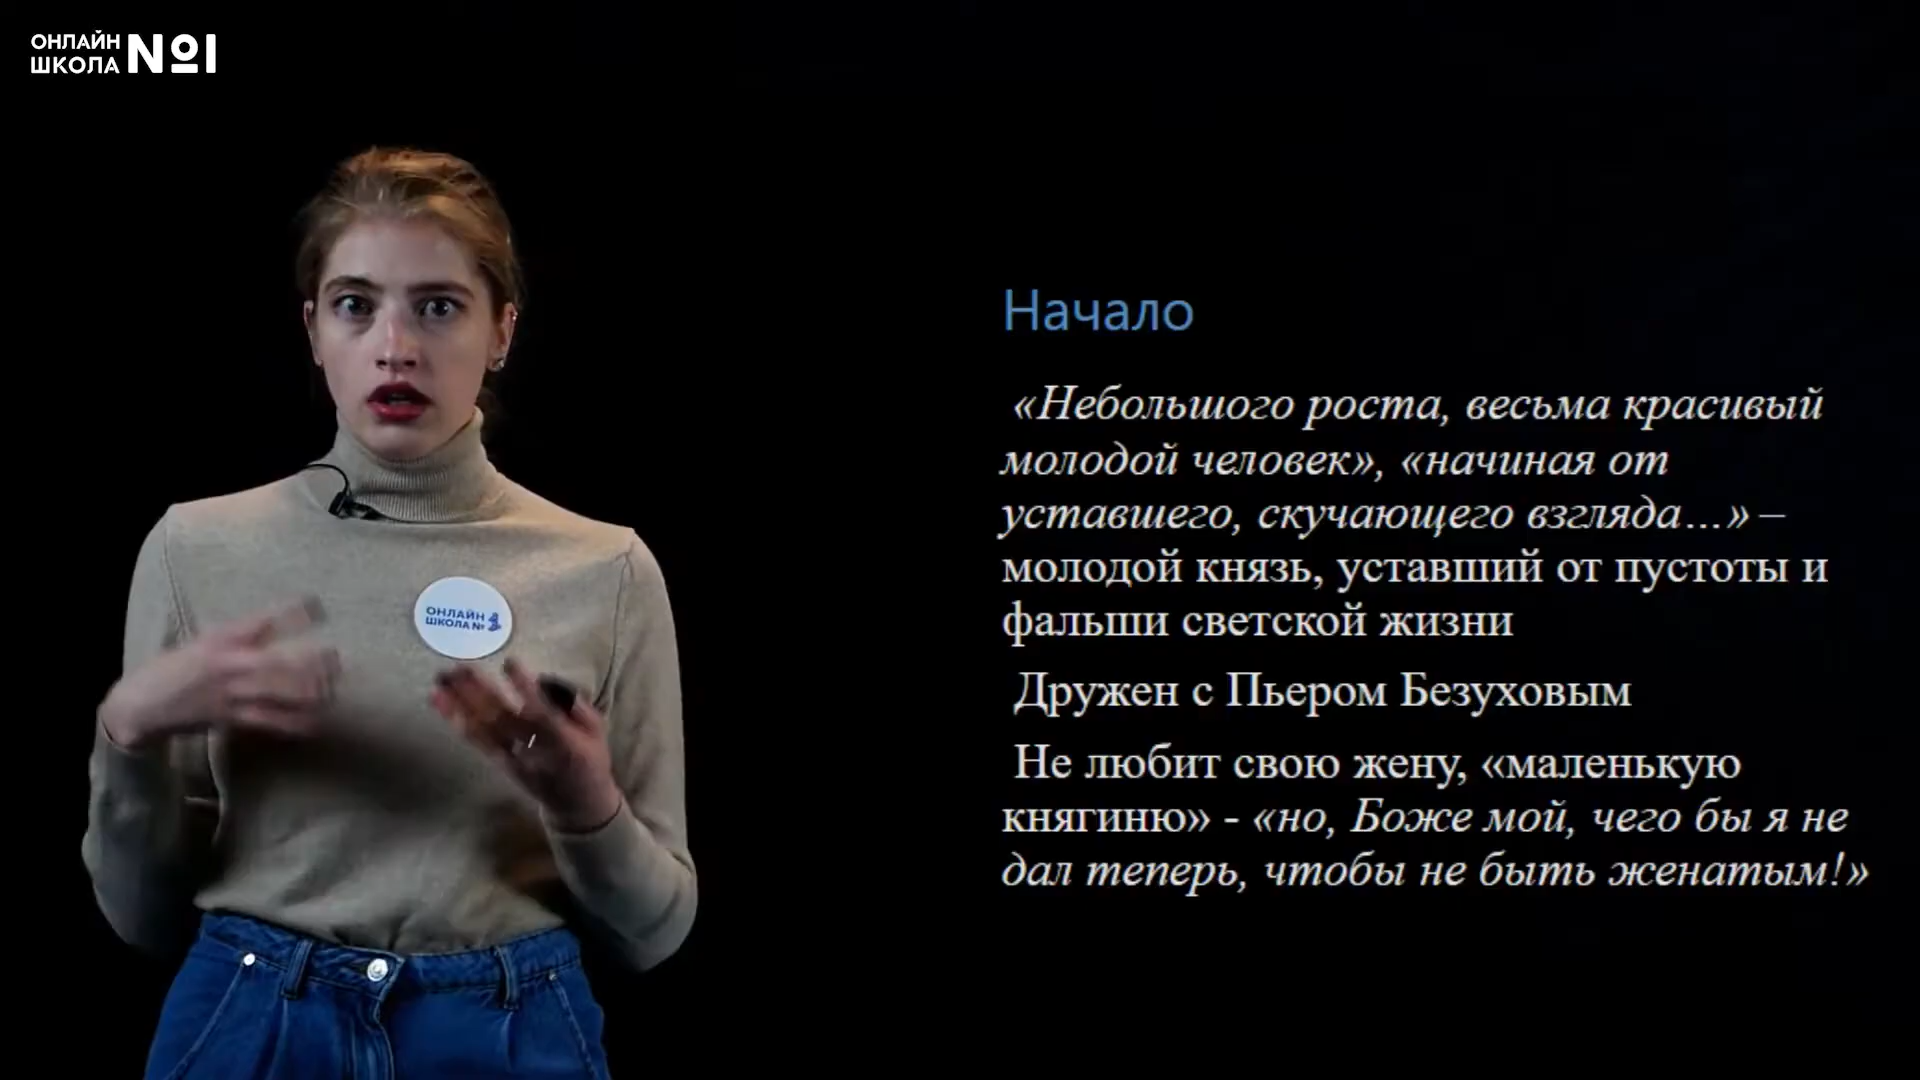 ОНЛАЙН
ШКОЛА №1
Начало
«Небольшого роста, весьма красивый
молодой человек», «начиная от
уставшего, скучающего взгляда…» –
молодой князь, уставший от пустоты и
фальши светской жизни
Дружен с Пьером Безуховым
Не любит свою жену, «маленькую
княгиню» - «но, Боже мой, чего бы я не
дал теперь, чтобы не быть женатым!»
ОНЛАЙН
ШКОЛА № 1